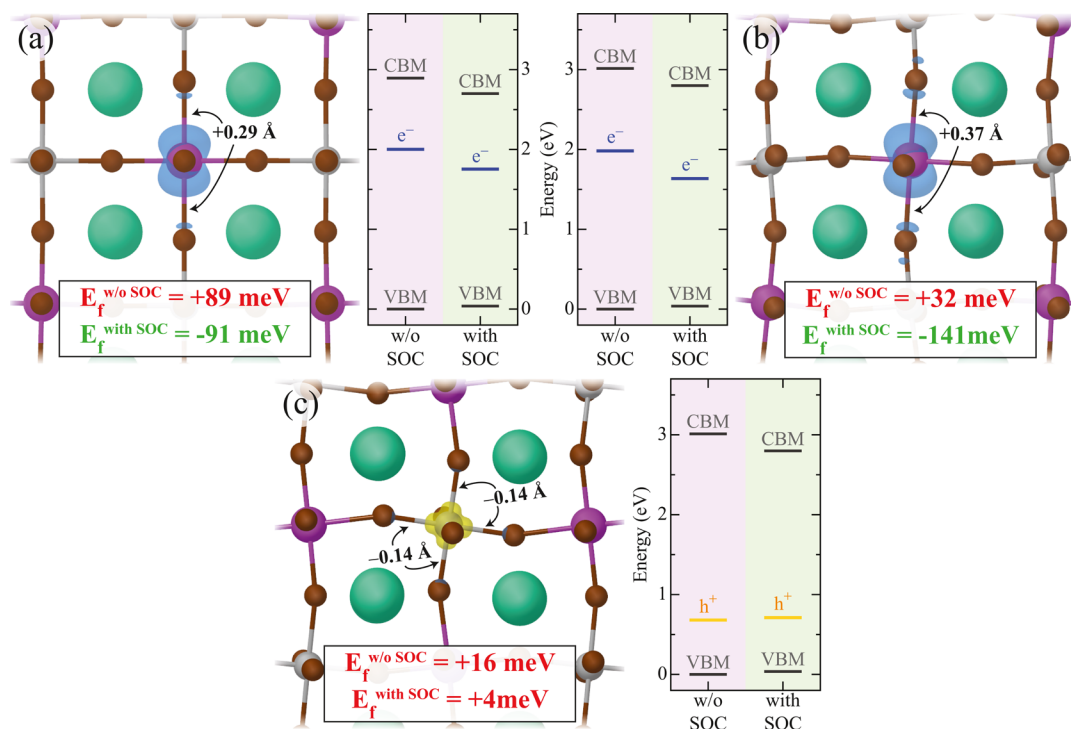 (a)
+0.29 Å
E_f^w/o SOC = +89 meV
E_f^with SOC = -91 meV
CBM
CBM
e⁻
e⁻
VBM
VBM
w/o
SOC
with
SOC
3
2
1
0
Energy (eV)
3
2
1
0
CBM
CBM
e⁻
e⁻
VBM
VBM
w/o
SOC
with
SOC
(b)
+0.37 Å
E_f^w/o SOC = +32 meV
E_f^with SOC = -141meV
(c)
–0.14 Å
–0.14 Å
E_f^w/o SOC = +16 meV
E_f^with SOC = +4meV
Energy (eV)
3
2
1
0
CBM
CBM
h⁺
h⁺
VBM
VBM
w/o
SOC
with
SOC